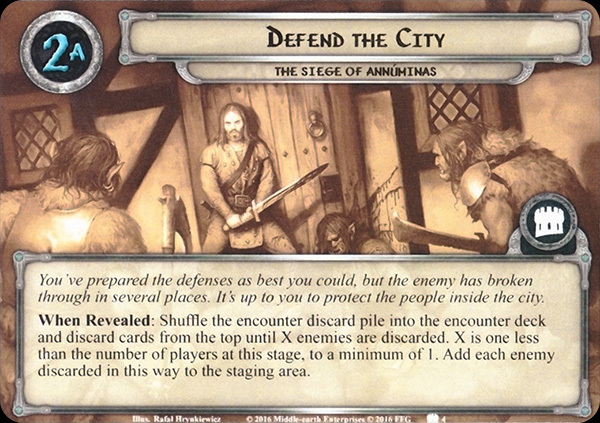 2A
DEFEND THE CITY
THE SIEGE OF ANNÚMINAS
You've prepared the defenses as best you could, but the enemy has broken
through in several places. It's up to you to protect the people inside the city.
When Revealed: Shuffle the encounter discard pile into the encounter deck
and discard cards from the top until X enemies are discarded. X is one less
than the number of players at this stage, to a minimum of 1. Add each enemy
discarded in this way to the staging area.
Illus. Rafał Hrynkiewicz © 2016 Middle-earth Enterprises © 2016 FFG 4